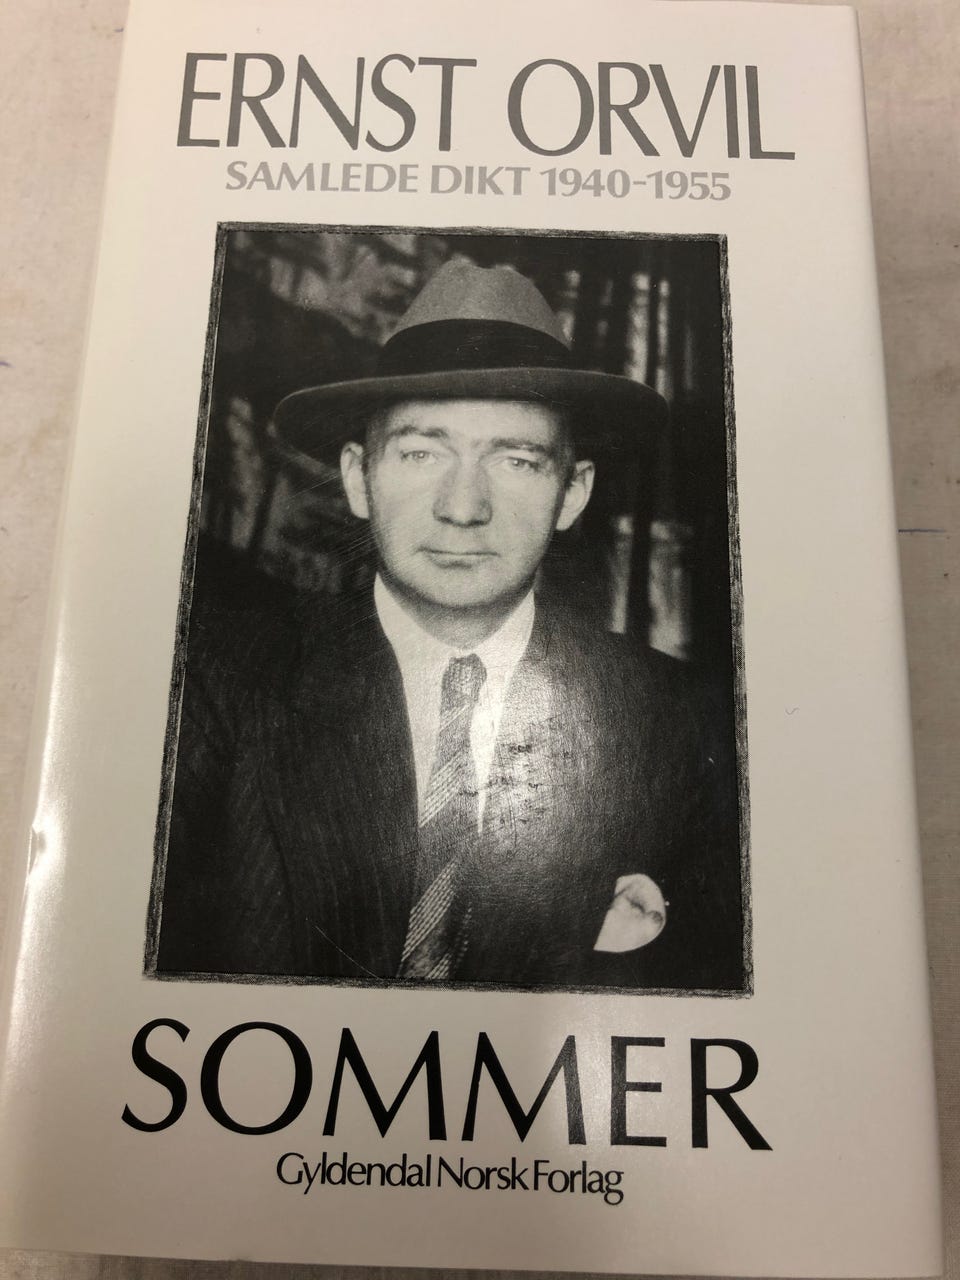 ERNST ORVIL
SAMLEDE DIKT 1940-1955
SOMMER
Gyldendal Norsk Forlag